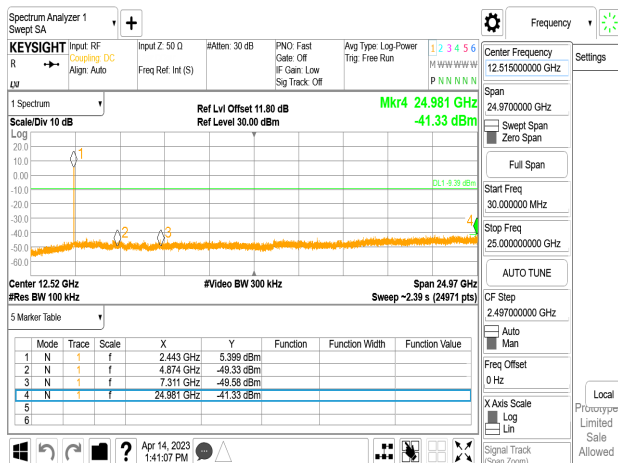 Spectrum Analyzer 1
Swept SA
Frequency
KEYSIGHT
R
Input: RF
Coupling: DC
Align: Auto
Input Z: 50 Ω
Freq Ref: Int (S)
#Atten: 30 dB
PNO: Fast
Gate: Off
IF Gain: Low
Sig Track: Off
Avg Type: Log-Power
Trig: Free Run
1 2 3 4 5 6
M W W W W W
P N N N N N
1 Spectrum
Scale/Div 10 dB
Ref Lvl Offset 11.80 dB
Ref Level 30.00 dBm
Mkr4 24.981 GHz
-41.33 dBm
Log
20.0
10.0
0.00
-10.0
-20.0
-30.0
-40.0
-50.0
-60.0
1
2
3
4
DL1 -9.39 dBm
Center 12.52 GHz
#Video BW 300 kHz
Span 24.97 GHz
#Res BW 100 kHz
Sweep ~2.39 s (24971 pts)
5 Marker Table
Mode Trace Scale X Y Function Function Width Function Value
1 N 1 f 2.443 GHz 5.399 dBm
2 N 1 f 4.874 GHz -49.33 dBm
3 N 1 f 7.311 GHz -49.58 dBm
4 N 1 f 24.981 GHz -41.33 dBm
5
6
Apr 14, 2023
1:41:07 PM
Center Frequency
12.515000000 GHz
Settings
Span
24.9700000 GHz
Swept Span
Zero Span
Full Span
Start Freq
30.000000 MHz
Stop Freq
25.000000000 GHz
AUTO TUNE
CF Step
2.497000000 GHz
Auto
Man
Freq Offset
0 Hz
X Axis Scale
Log
Lin
Signal Track
(Span Zoom)
Local
Prototype
Limited
Sale
Allowed